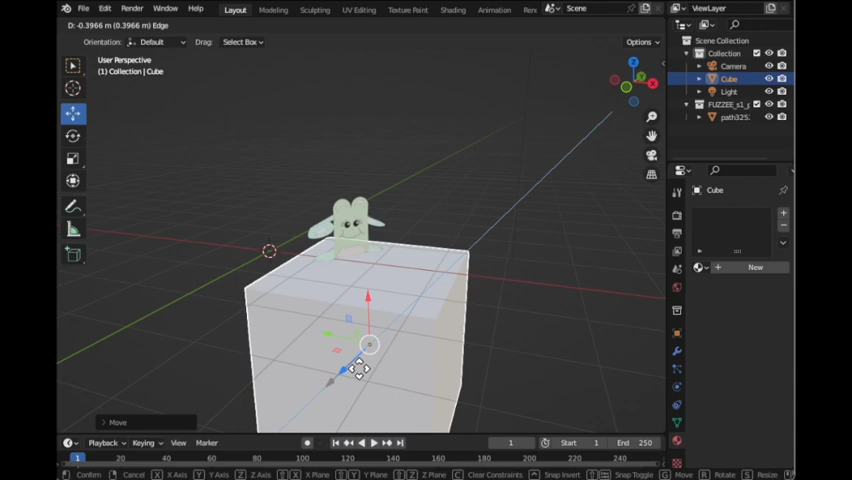 File Edit Render Window Help Layout Modeling Sculpting UV Editing Texture Paint Shading Animation Scene ViewLayer
D: -0.3966 m (0.3966 m) Edge
Orientation: Default Drag: Select Box Options
User Perspective
(1) Collection | Cube
Scene Collection
Collection
Camera
Cube
Light
path325
Cube
New
Move
Playback Keying View Marker 1 Start 1 End 250
1 20 40 60 80 100 120 140 160 180 200 220 240
Confirm Cancel X X Axis Y Y Axis Z Z Axis X X Plane Y Y Plane Z Z Plane C Clear Constraints Snap Invert Snap Toggle G Move R Rotate S Resize